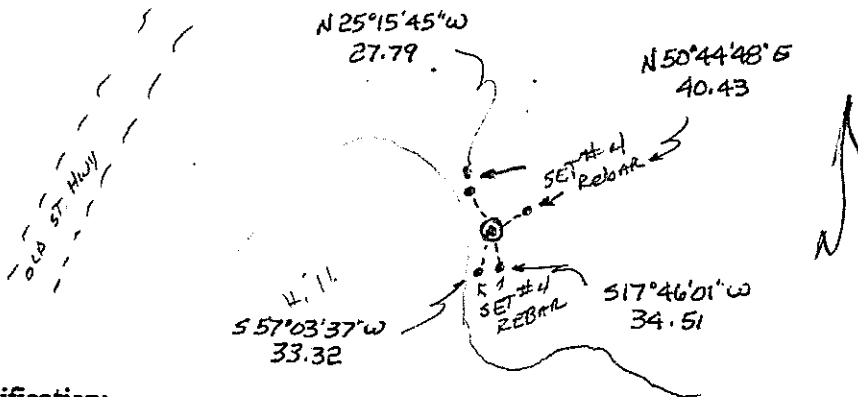 N 25°15'45"W
27.79
N 50°44'48"E
40.43
SET #4
REBAR
OLD ST. HWY
Hill
SET #4
REBAR
S 57°03'37"W
33.32
S17°46'01"W
34.51
N